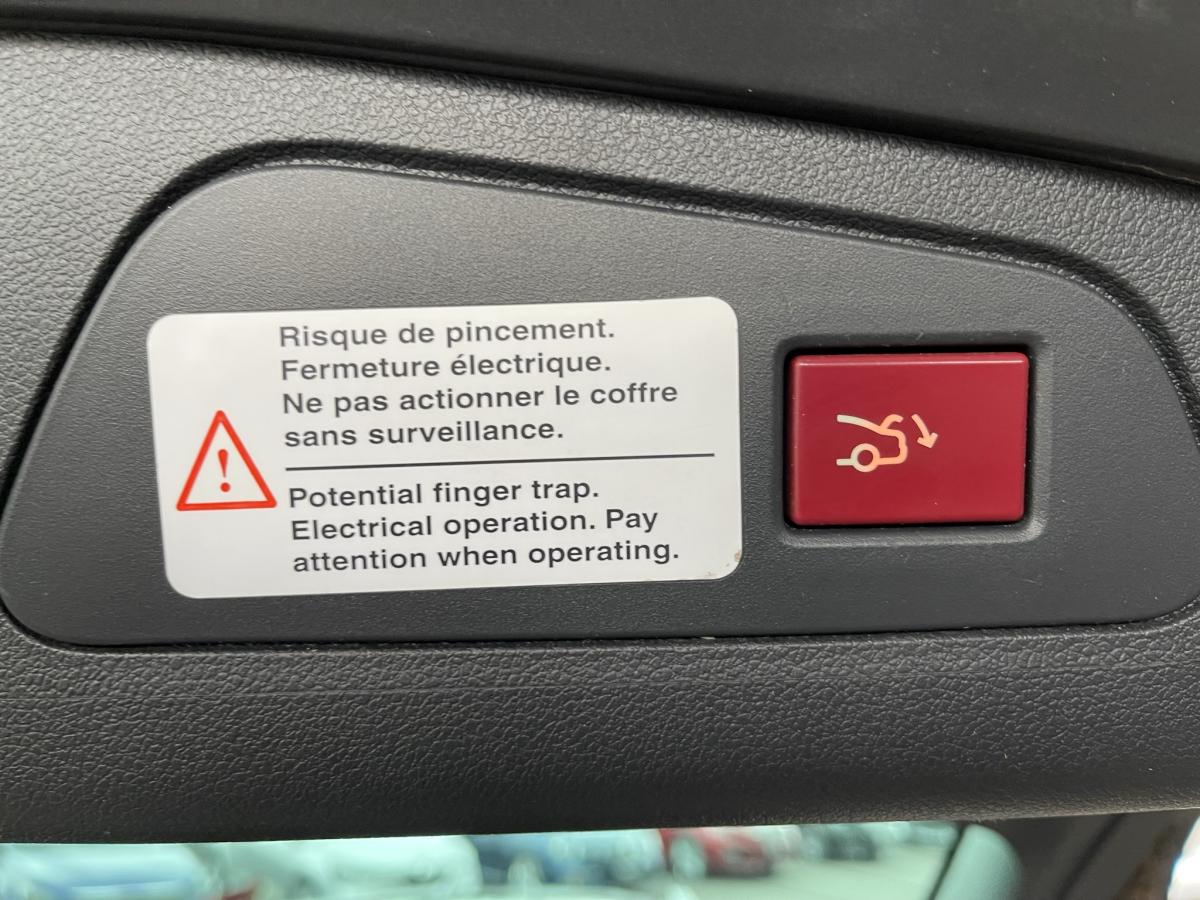 Risque de pincement.
Fermeture électrique.
Ne pas actionner le coffre
sans surveillance.
Potential finger trap.
Electrical operation. Pay
attention when operating.